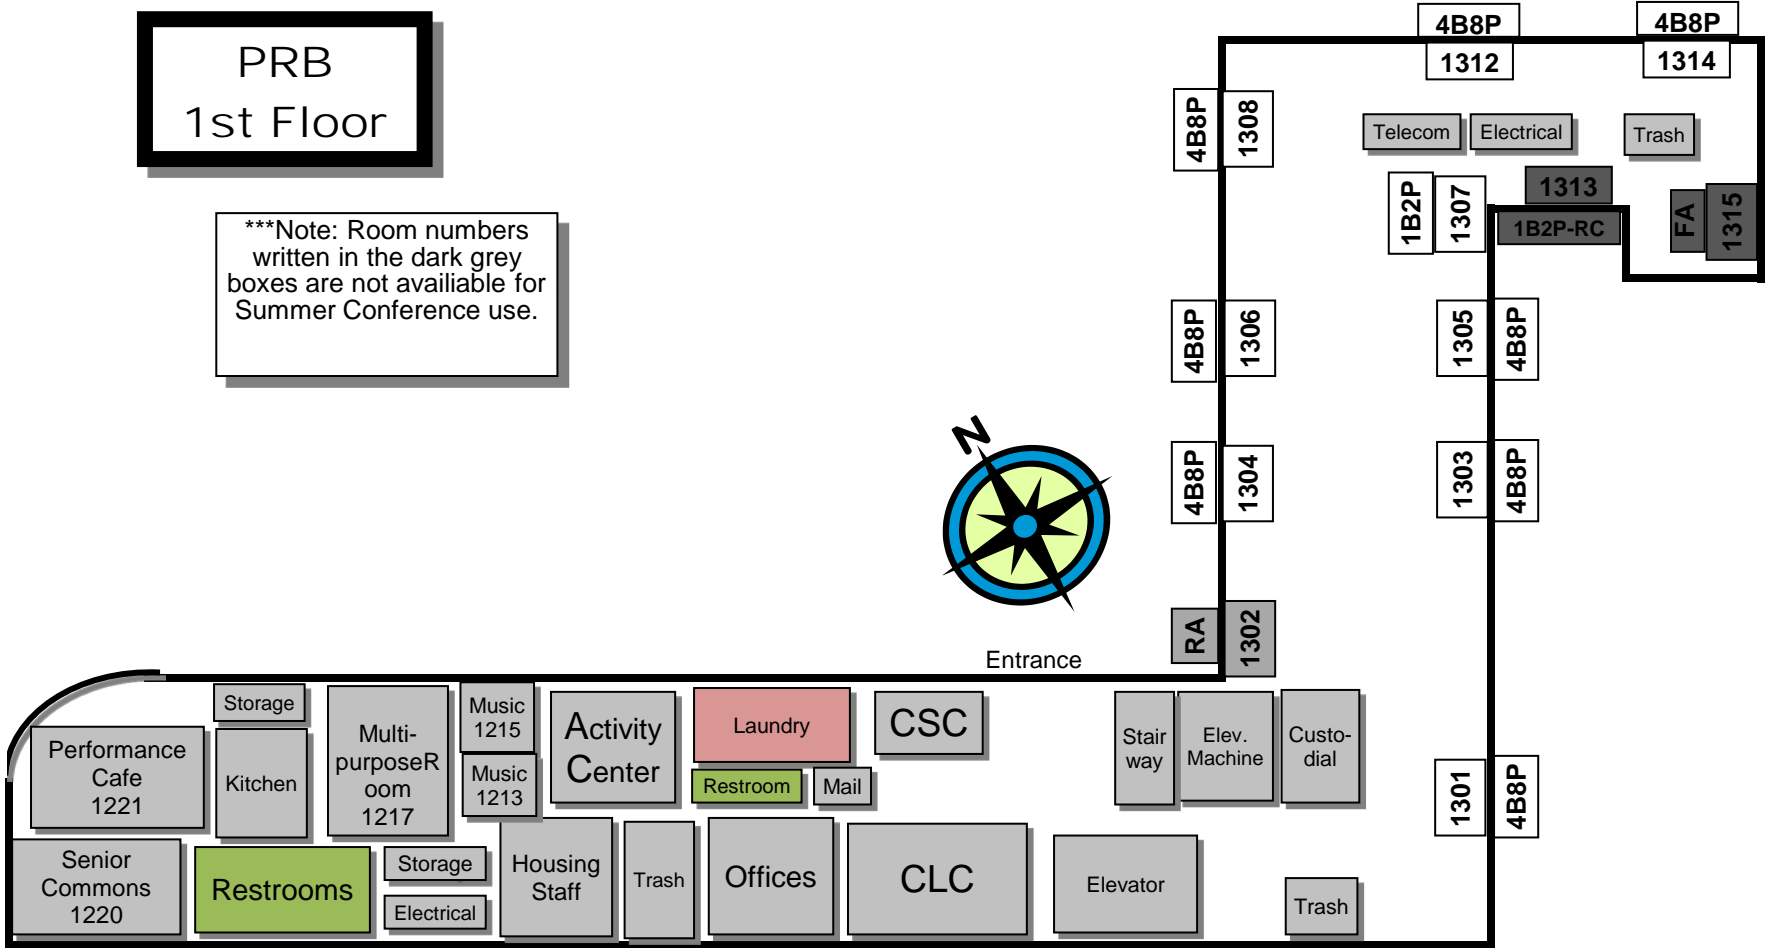 PRB
1st Floor
***Note: Room numbers
written in the dark grey
boxes are not availiable for
Summer Conference use.
4B8P
1312
4B8P
1314
4B8P
1308
Telecom
Electrical
Trash
1B2P
1307
1313
1B2P-RC
FA
1315
4B8P
1306
1305
4B8P
N
4B8P
1304
1303
4B8P
RA
1302
Entrance
1301
4B8P
Storage
Performance
Cafe
1221
Kitchen
Multi-
purposeR
oom
1217
Music
1215
Music
1213
Activity
Center
Laundry
Restroom
Mail
CSC
Stair
way
Elev.
Machine
Custo-
dial
Senior
Commons
1220
Restrooms
Storage
Electrical
Housing
Staff
Trash
Offices
CLC
Elevator
Trash